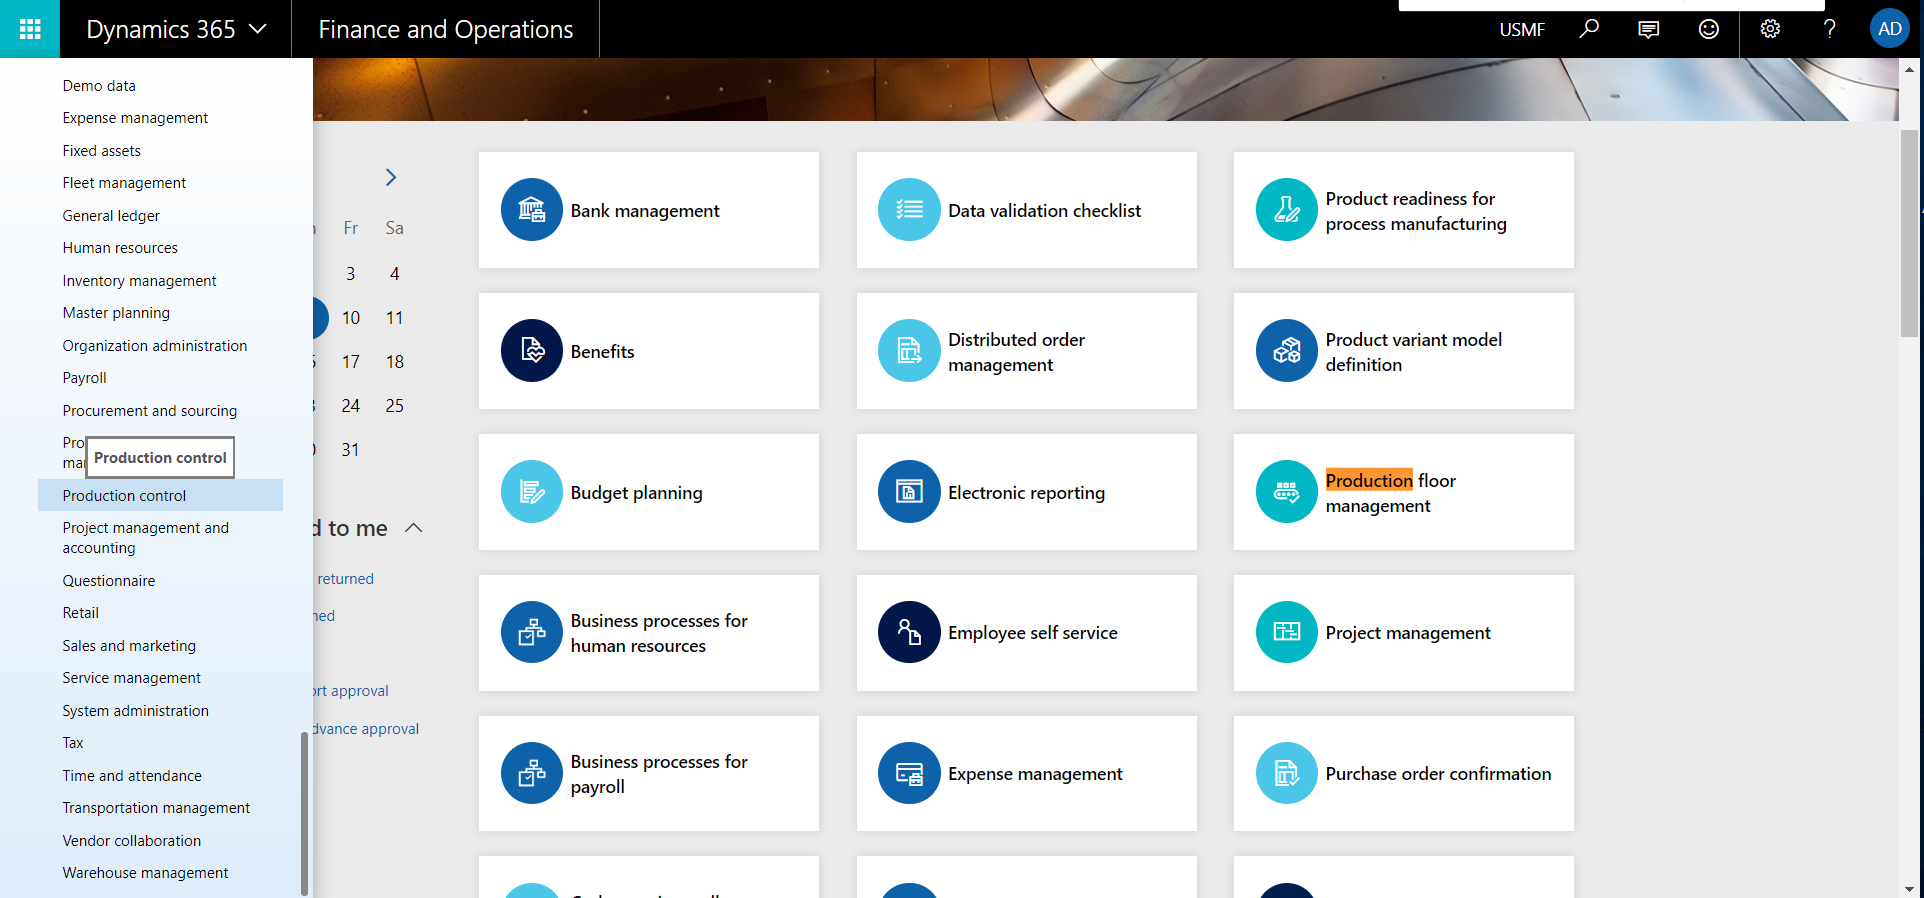 Dynamics 365
Finance and Operations
USMF
?
AD
Demo data
Expense management
Fixed assets
Fleet management
General ledger
Human resources
Inventory management
Master planning
Organization administration
Payroll
Procurement and sourcing
Production control
Production control
Project management and
accounting
Questionnaire
Retail
Sales and marketing
Service management
System administration
Tax
Time and attendance
Transportation management
Vendor collaboration
Warehouse management
Fr Sa
3 4
10 11
17 18
24 25
31
to me
returned
approval
approval
Bank management
Data validation checklist
Product readiness for
process manufacturing
Benefits
Distributed order
management
Product variant model
definition
Budget planning
Electronic reporting
Production floor
management
Business processes for
human resources
Employee self service
Project management
Business processes for
payroll
Expense management
Purchase order confirmation